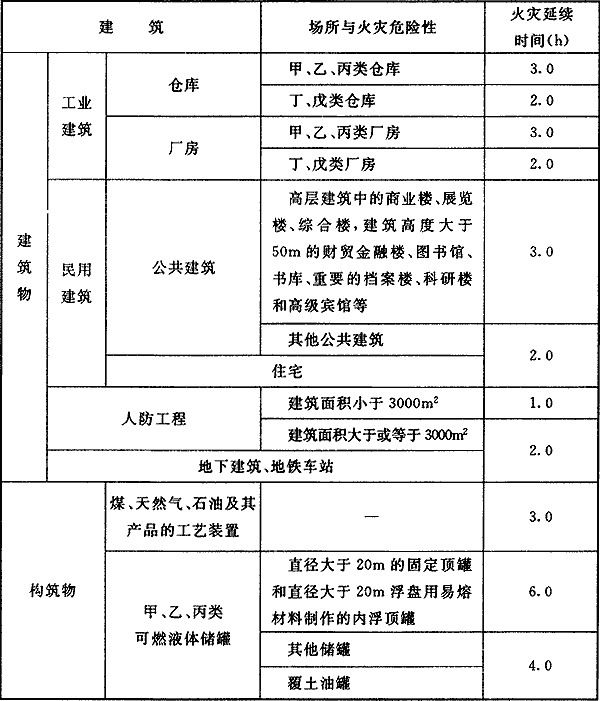 建 筑
场所与火灾危险性
火灾延续
时间(h)
建
筑
物
工业
建筑
仓库
甲、乙、丙类仓库
3.0
丁、戊类仓库
2.0
厂房
甲、乙、丙类厂房
3.0
丁、戊类厂房
2.0
民用
建筑
公共建筑
高层建筑中的商业楼、展览
楼、综合楼,建筑高度大于
50m的财贸金融楼、图书馆、
书库、重要的档案楼、科研楼
和高级宾馆等
3.0
其他公共建筑
2.0
住宅
人防工程
建筑面积小于3000m²
1.0
建筑面积大于或等于3000m²
2.0
地下建筑、地铁车站
构筑物
煤、天然气、石油及其
产品的工艺装置
—
3.0
甲、乙、丙类
可燃液体储罐
直径大于20m的固定顶罐
和直径大于20m浮盘用易熔
材料制作的内浮顶罐
6.0
其他储罐
4.0
覆土油罐